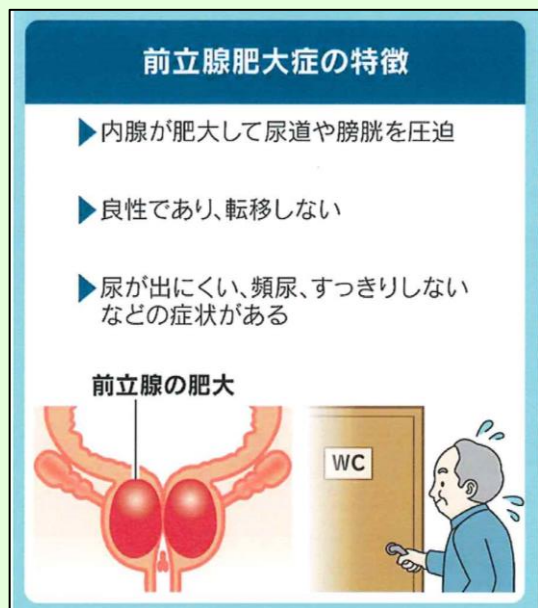 前立腺肥大症の特徴
▶内腺が肥大して尿道や膀胱を圧迫
▶良性であり、転移しない
▶尿が出にくい、頻尿、すっきりしない
などの症状がある
前立腺の肥大
WC